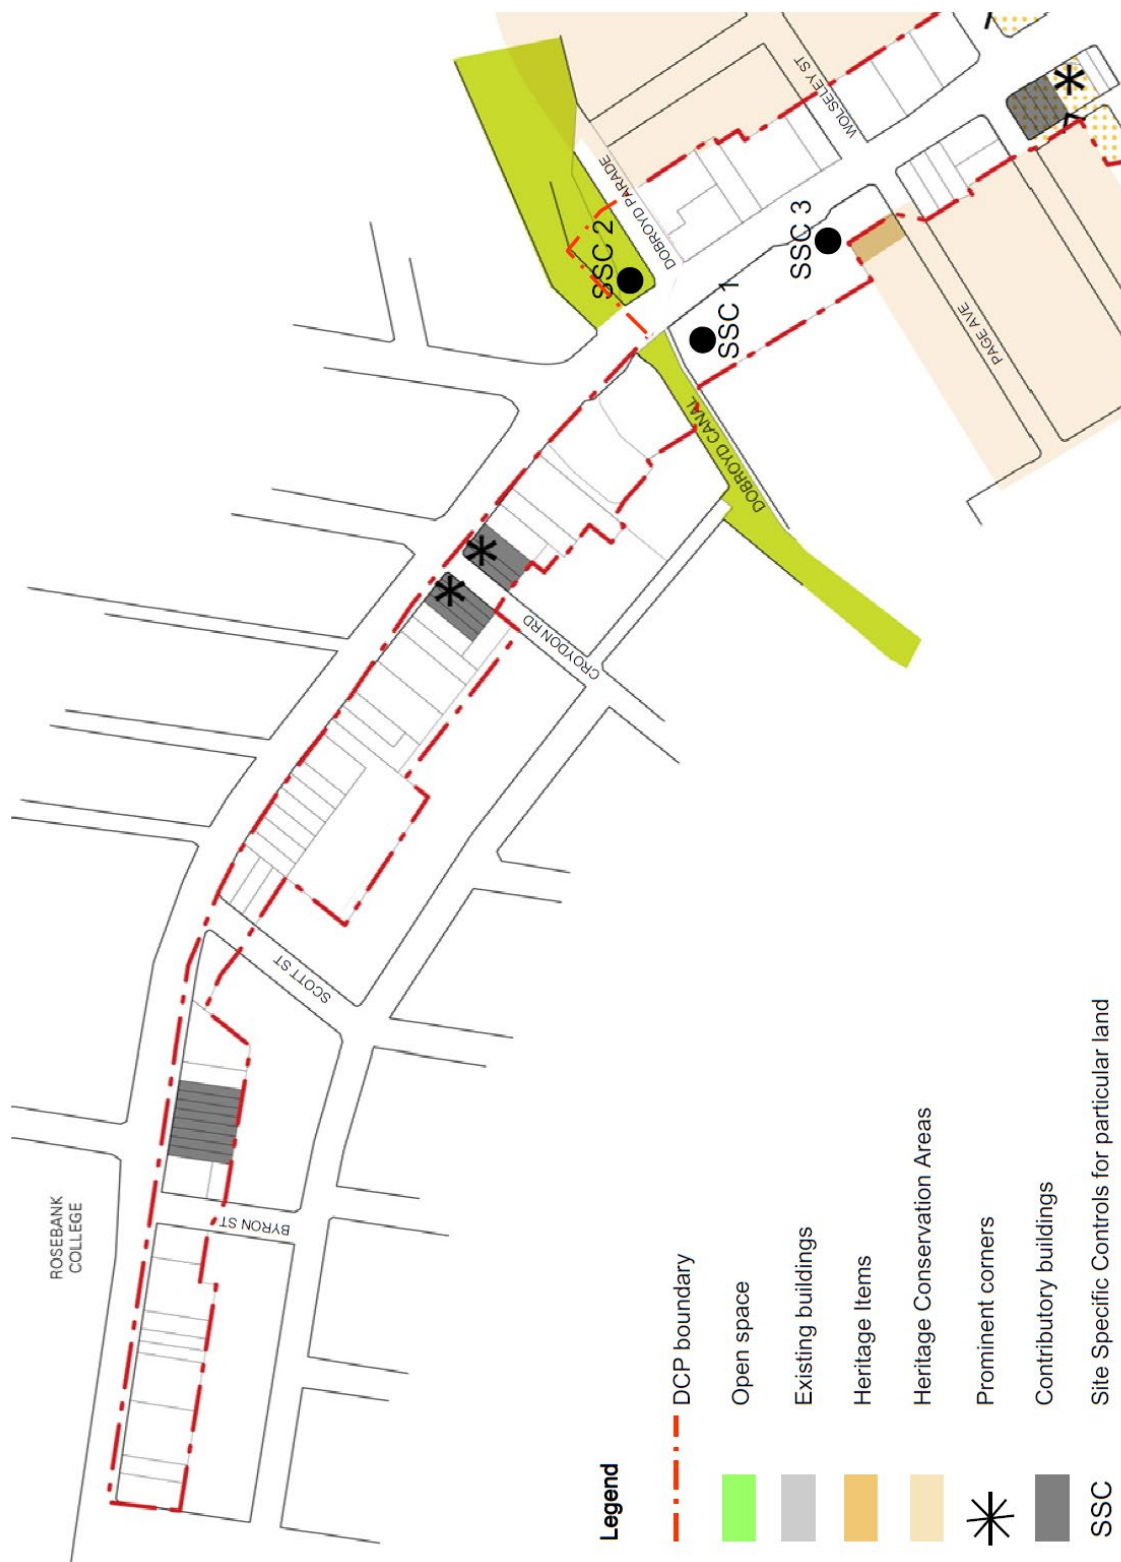 ROSEBANK
COLLEGE
BYRON ST
SCOTT ST
CROYDON RD
DOBROYD CANAL
DOBROYD PARADE
WOLSELEY ST
PAGE AVE
SSC 1
SSC 2
SSC 3
Legend
DCP boundary
Open space
Existing buildings
Heritage Items
Heritage Conservation Areas
Prominent corners
Contributory buildings
SSC Site Specific Controls for particular land